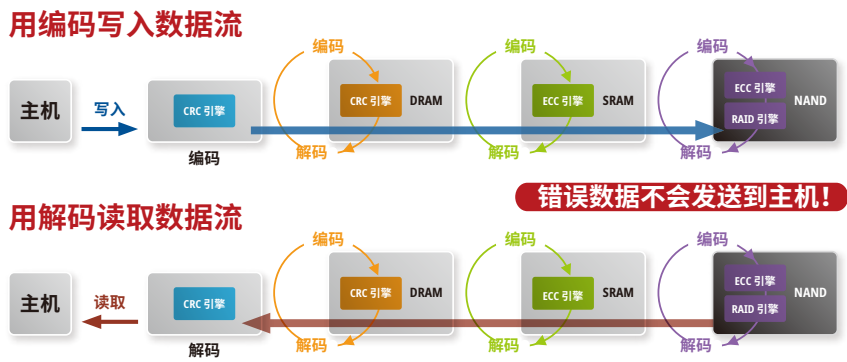 用编码写入数据流
编码 编码 编码
主机 写入 CRC 引擎 CRC 引擎 DRAM ECC 引擎 SRAM ECC 引擎 RAID 引擎 NAND
编码 解码 解码 解码
错误数据不会发送到主机！
用解码读取数据流
编码 编码 编码
主机 读取 CRC 引擎 CRC 引擎 DRAM ECC 引擎 SRAM ECC 引擎 RAID 引擎 NAND
解码 解码 解码 解码